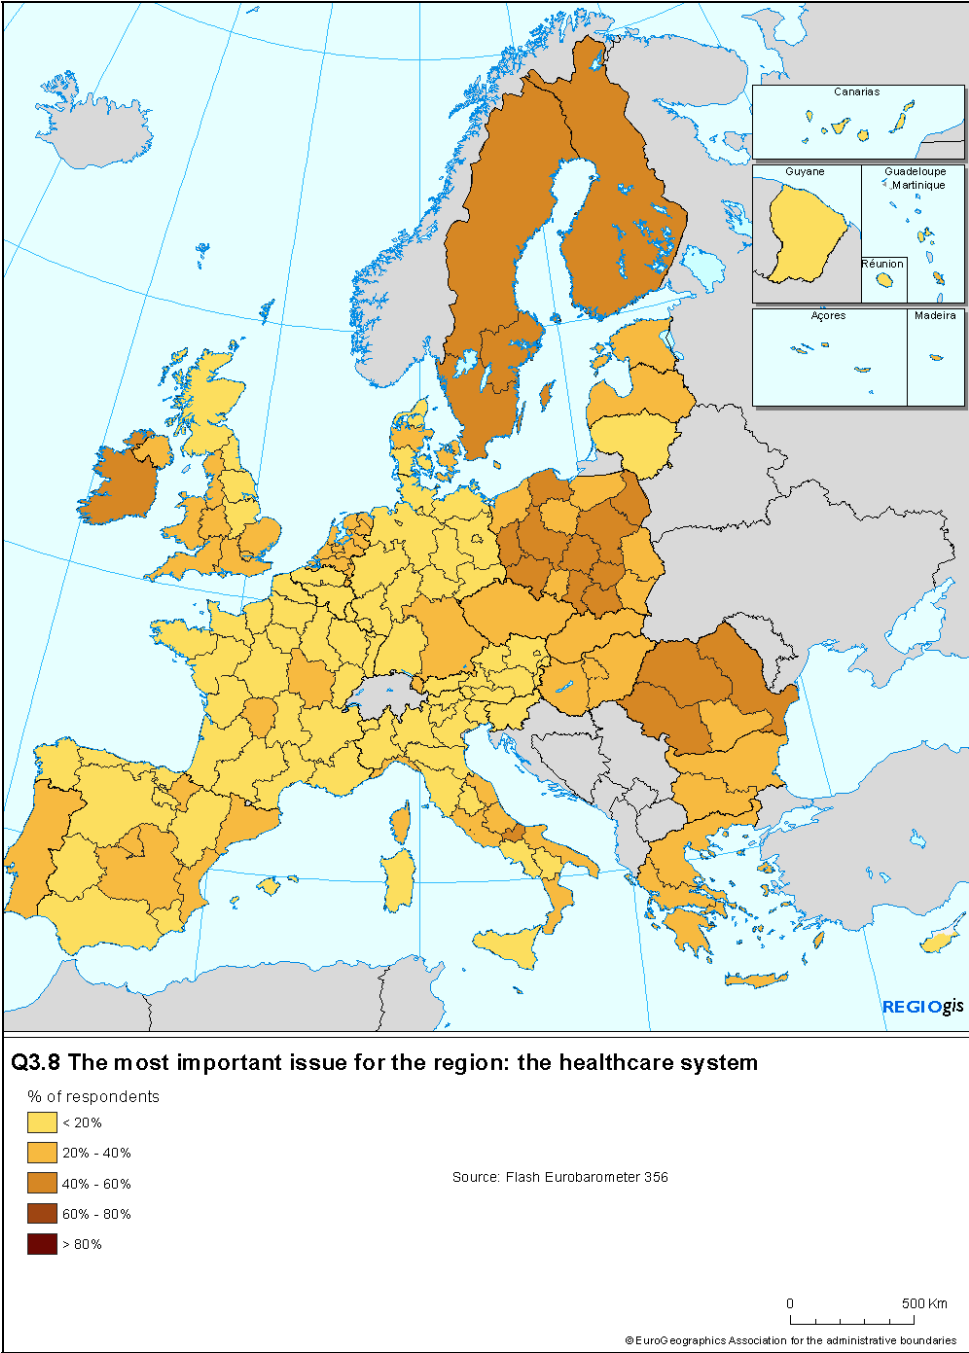 Canarias
Guyane
Guadeloupe
Martinique
Réunion
Açores
Madeira
REGIOgis
Q3.8 The most important issue for the region: the healthcare system
% of respondents
< 20%
20% - 40%
40% - 60%
60% - 80%
> 80%
Source: Flash Eurobarometer 356
0 500 Km
© EuroGeographics Association for the administrative boundaries